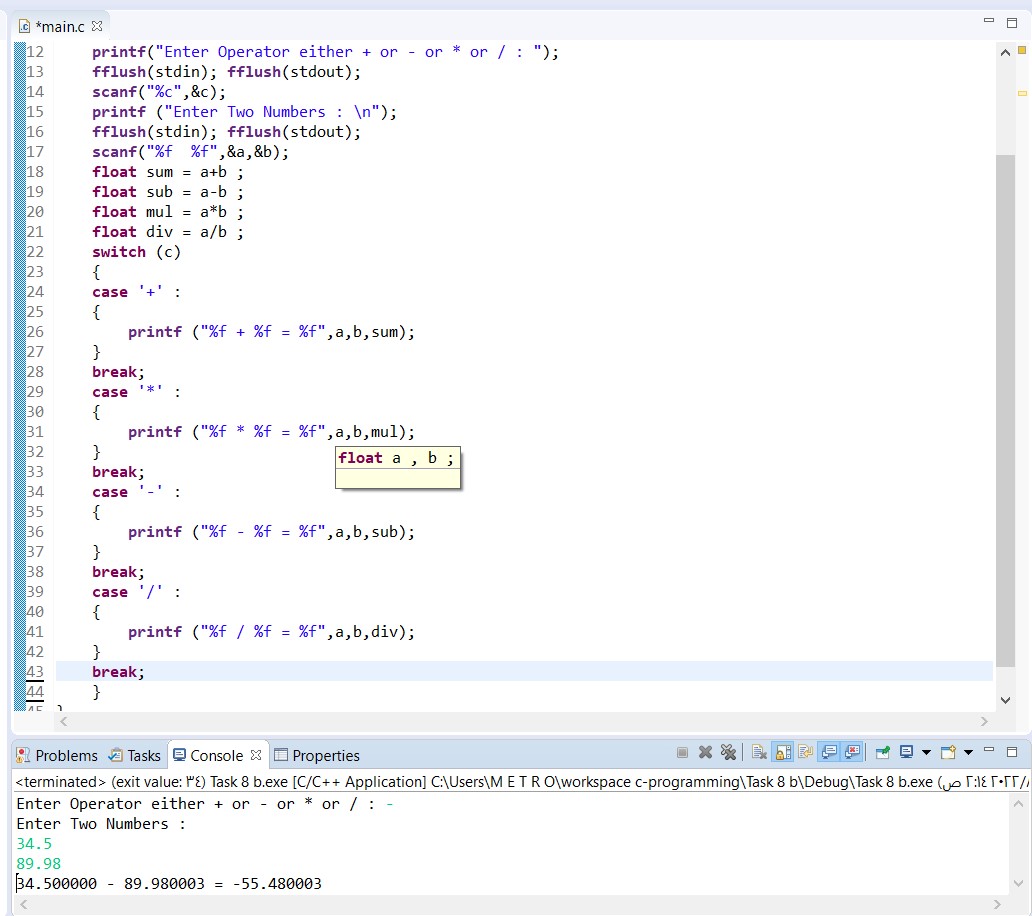 *main.c
12 printf("Enter Operator either + or - or * or / : ");
13 fflush(stdin); fflush(stdout);
14 scanf("%c",&c);
15 printf ("Enter Two Numbers : \n");
16 fflush(stdin); fflush(stdout);
17 scanf("%f  %f",&a,&b);
18 float sum = a+b ;
19 float sub = a-b ;
20 float mul = a*b ;
21 float div = a/b ;
22 switch (c)
23 {
24 case '+' :
25 {
26 printf ("%f + %f = %f",a,b,sum);
27 }
28 break;
29 case '*' :
30 {
31 printf ("%f * %f = %f",a,b,mul);
32 }
float a , b ;
33 break;
34 case '-' :
35 {
36 printf ("%f - %f = %f",a,b,sub);
37 }
38 break;
39 case '/' :
40 {
41 printf ("%f / %f = %f",a,b,div);
42 }
43 break;
44 }
45 }
Problems Tasks Console Properties
<terminated> (exit value: ٣٤) Task 8 b.exe [C/C++ Application] C:\Users\M E T R O\workspace c-programming\Task 8 b\Debug\Task 8 b.exe (ص ٢:١٤ ٢٠٢٢/٨
Enter Operator either + or - or * or / : -
Enter Two Numbers :
34.5
89.98
34.500000 - 89.980003 = -55.480003